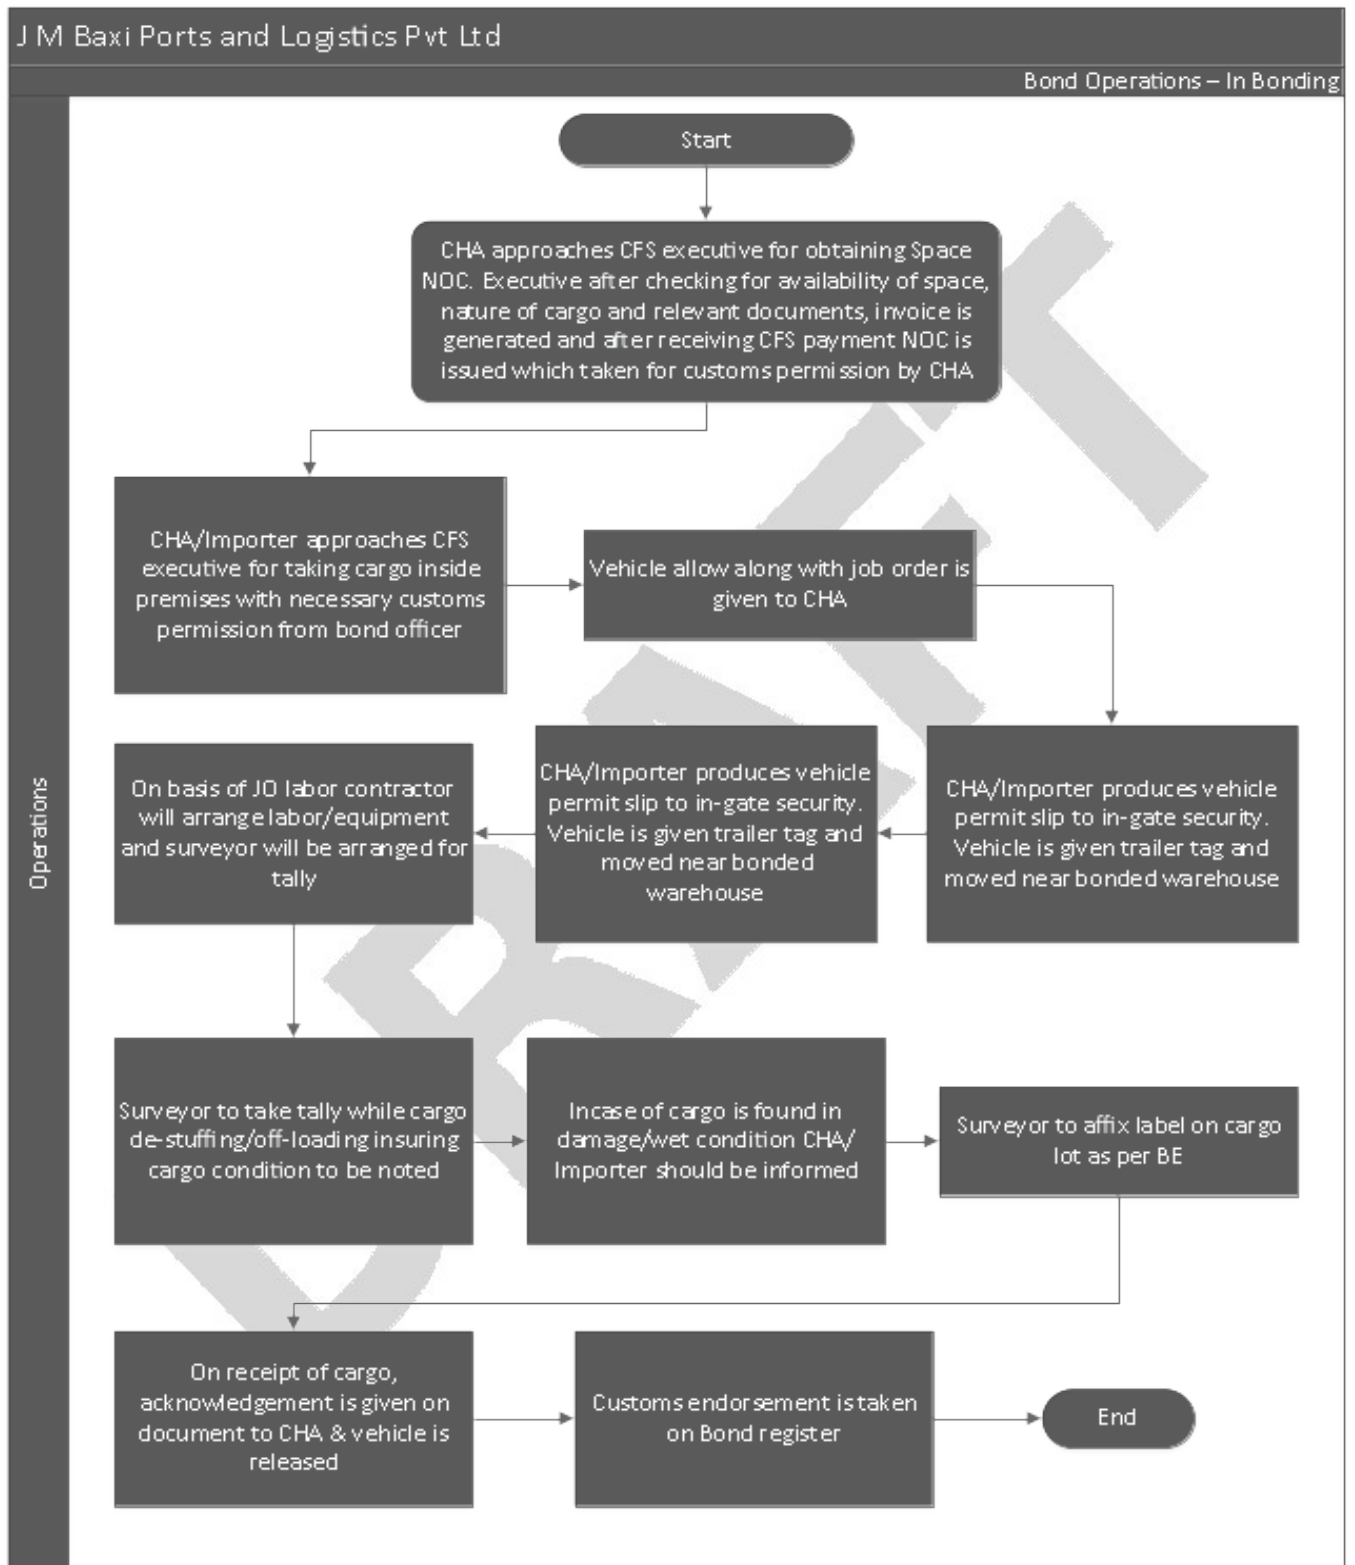 J M Baxi Ports and Logistics Pvt Ltd
Bond Operations – In Bonding
Operations
Start
CHA approaches CFS executive for obtaining Space
NOC. Executive after checking for availability of space,
nature of cargo and relevant documents, invoice is
generated and after receiving CFS payment NOC is
issued which taken for customs permission by CHA
CHA/Importer approaches CFS
executive for taking cargo inside
premises with necessary customs
permission from bond officer
Vehicle allow along with job order is
given to CHA
CHA/Importer produces vehicle
permit slip to in-gate security.
Vehicle is given trailer tag and
moved near bonded warehouse
CHA/Importer produces vehicle
permit slip to in-gate security.
Vehicle is given trailer tag and
moved near bonded
warehouse
On basis of JO labor contractor
will arrange labor/equipment
and surveyor will be arranged for
tally
Surveyor to take tally while cargo
de-stuffing/off-loading insuring
cargo condition to be noted
Incase of cargo is found in
damage/wet condition CHA/
Importer should be informed
Surveyor to affix label on cargo
lot as per BE
On receipt of cargo,
acknowledgement is given on
document to CHA & vehicle is
released
Customs endorsement is taken
on Bond register
End
DRAFT